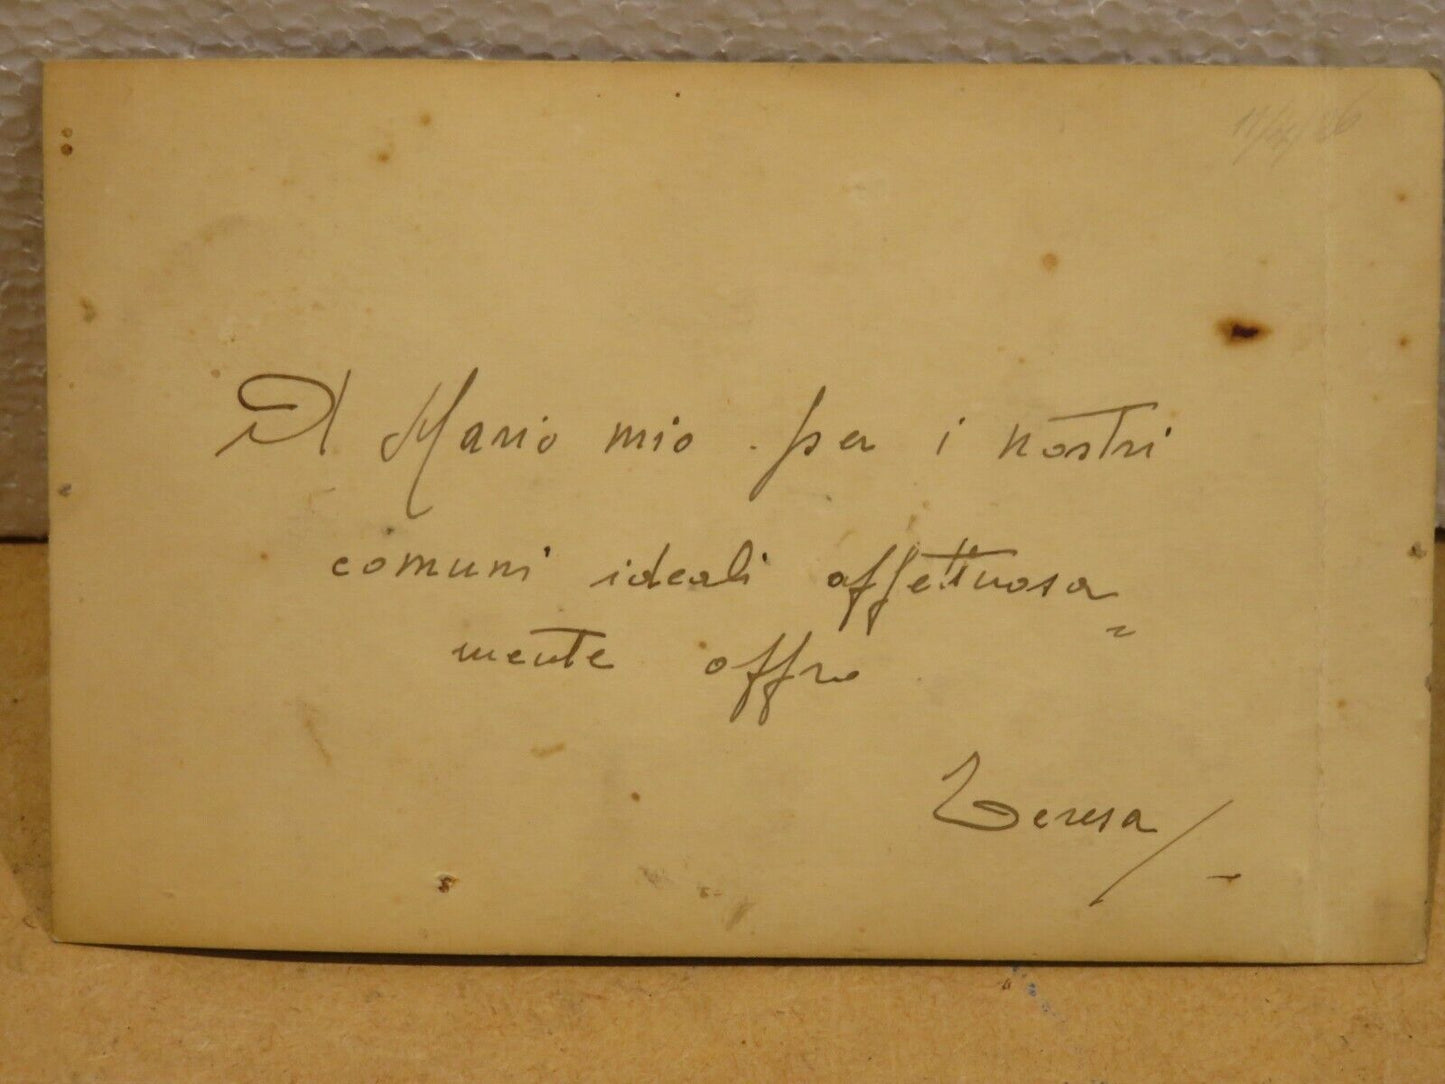 Al Mario mio per i nostri
comuni ideali affettuosa=
mente offro
Teresa